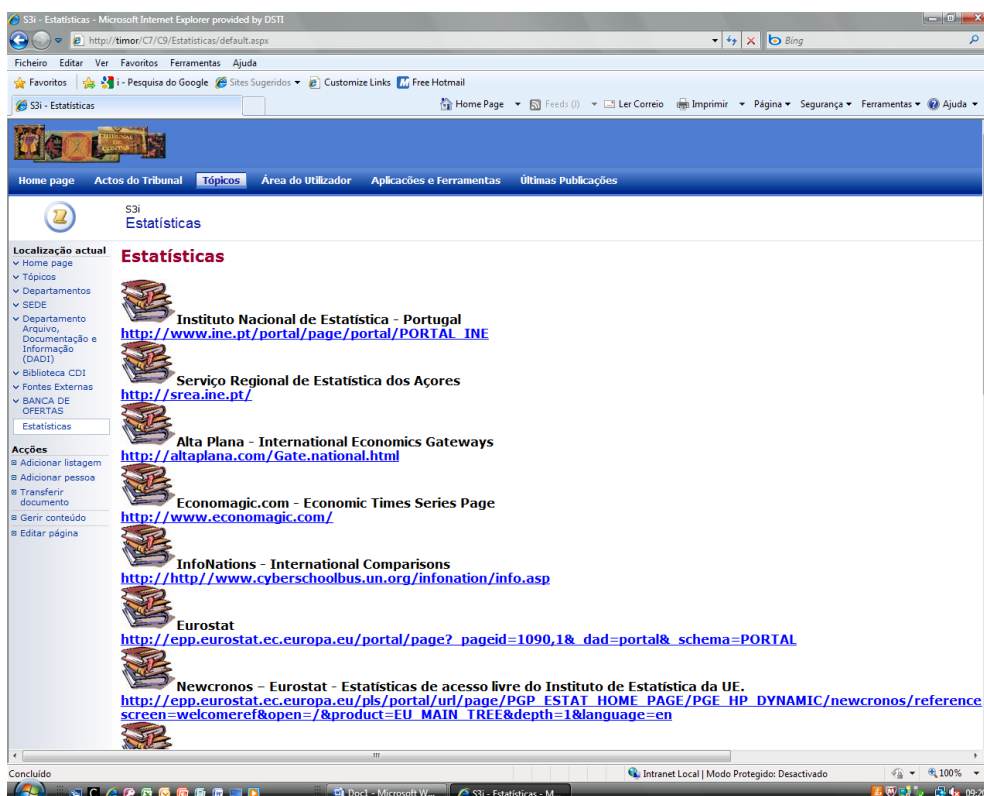 S3i - Estatísticas - Microsoft Internet Explorer provided by DSTI
http://timor/C7/C9/Estatisticas/default.aspx
Bing
Ficheiro Editar Ver Favoritos Ferramentas Ajuda
Favoritos i - Pesquisa do Google Sites Sugeridos Customize Links Free Hotmail
S3i - Estatísticas
Home Page Feeds (J) Ler Correio Imprimir Página Segurança Ferramentas Ajuda
TRIBUNAL
DE
CONTAS
Home page Actos do Tribunal Tópicos Área do Utilizador Aplicacões e Ferramentas Últimas Publicações
S3i
Estatísticas
Localização actual
Home page
Tópicos
Departamentos
SEDE
Departamento
Arquivo,
Documentação e
Informação
(DADI)
Biblioteca CDI
Fontes Externas
BANCA DE
OFERTAS
Estatísticas
Acções
Adicionar listagem
Adicionar pessoa
Transferir
documento
Gerir conteúdo
Editar página
Estatísticas
Instituto Nacional de Estatística - Portugal
http://www.ine.pt/portal/page/portal/PORTAL_INE
Serviço Regional de Estatística dos Açores
http://srea.ine.pt/
Alta Plana - International Economics Gateways
http://altaplana.com/Gate.national.html
Economagic.com - Economic Times Series Page
http://www.economagic.com/
InfoNations - International Comparisons
http://http//www.cyberschoolbus.un.org/infonation/info.asp
Eurostat
http://epp.eurostat.ec.europa.eu/portal/page?_pageid=1090,1&_dad=portal&_schema=PORTAL
Newcronos – Eurostat - Estatísticas de acesso livre do Instituto de Estatística da UE.
http://epp.eurostat.ec.europa.eu/pls/portal/url/page/PGP_ESTAT_HOME_PAGE/PGE_HP_DYNAMIC/newcronos/reference
screen=welcomeref&open=/&product=EU_MAIN_TREE&depth=1&language=en
Concluído
Intranet Local | Modo Protegido: Desactivado
100%
Doc1 - Microsoft W...
S3i - Estatísticas - M...